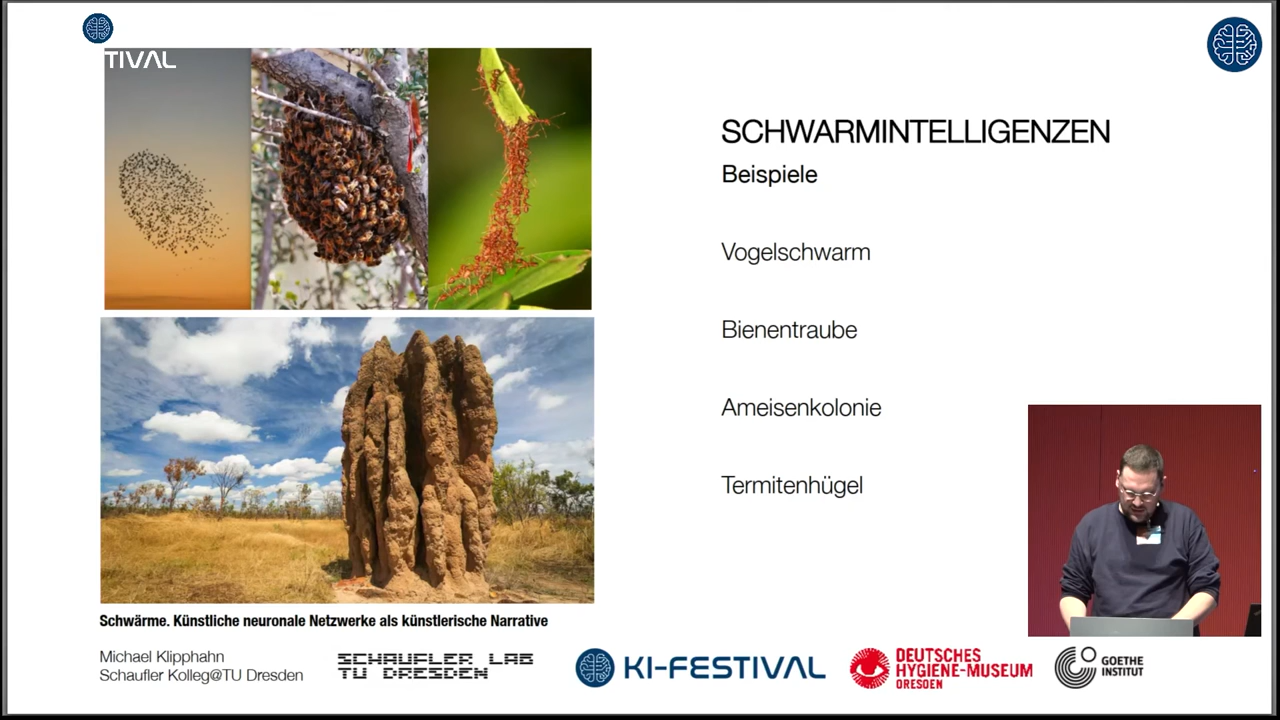 TIVAL
SCHWARMINTELLIGENZEN
Beispiele
Vogelschwarm
Bienentraube
Ameisenkolonie
Termitenhügel
Schwärme. Künstliche neuronale Netzwerke als künstlerische Narrative
Michael Klipphahn
Schaufler Kolleg@TU Dresden
SCHAUFLER LAB
TU DRESDEN
KI-FESTIVAL
DEUTSCHES
HYGIENE-MUSEUM
DRESDEN
GOETHE
INSTITUT